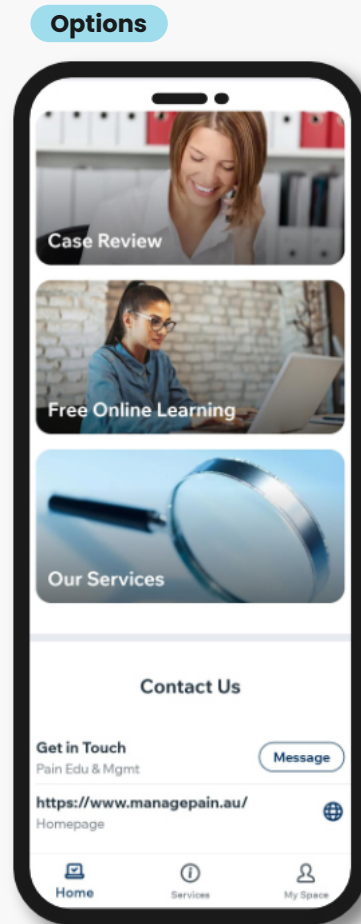 Options
Case Review
Free Online Learning
Our Services
Contact Us
Get in Touch
Pain Edu & Mgmt
Message
https://www.managepain.au/
Homepage
Home
Services
My Space